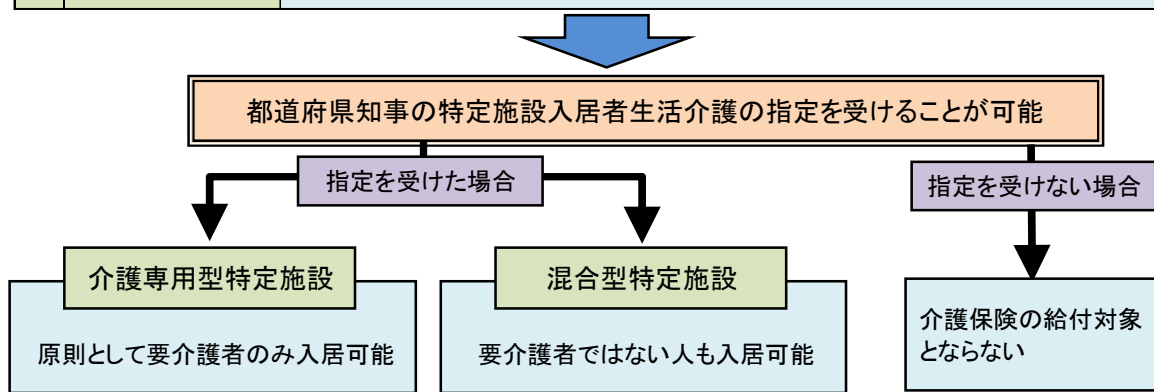 都道府県知事の特定施設入居者生活介護の指定を受けることが可能
指定を受けた場合
指定を受けない場合
介護専用型特定施設
原則として要介護者のみ入居可能
混合型特定施設
要介護者ではない人も入居可能
介護保険の給付対象
とならない